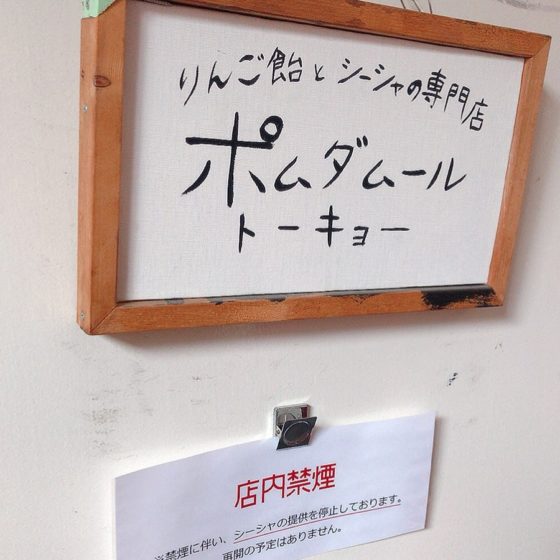 りんご飴とシーシャの専門店
ポムダムール
トーキョー
店内禁煙
※禁煙に伴い、シーシャの提供を停止しております。
再開の予定はありません。